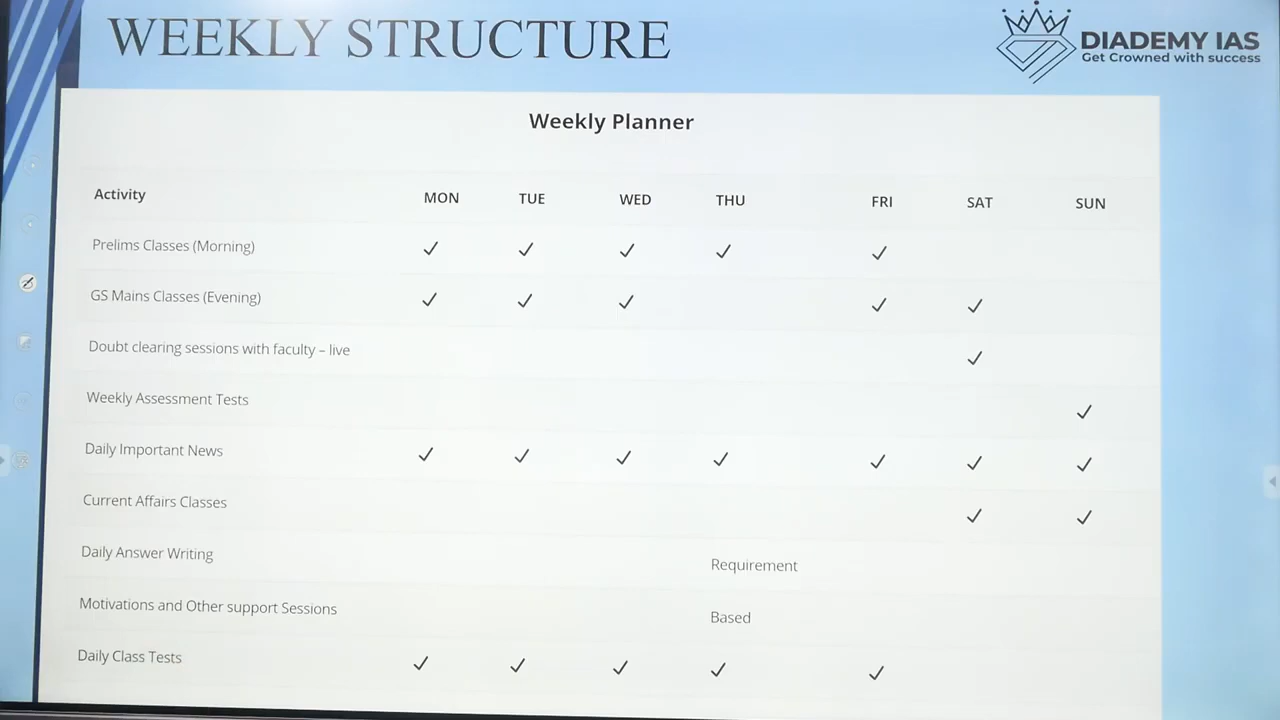 WEEKLY STRUCTURE
DIADEMY IAS
Get Crowned with success
Weekly Planner
Activity MON TUE WED THU FRI SAT SUN
Prelims Classes (Morning) ✓ ✓ ✓ ✓ ✓
GS Mains Classes (Evening) ✓ ✓ ✓ ✓ ✓
Doubt clearing sessions with faculty – live ✓
Weekly Assessment Tests ✓
Daily Important News ✓ ✓ ✓ ✓ ✓ ✓ ✓
Current Affairs Classes ✓ ✓
Daily Answer Writing Requirement
Motivations and Other support Sessions Based
Daily Class Tests ✓ ✓ ✓ ✓ ✓